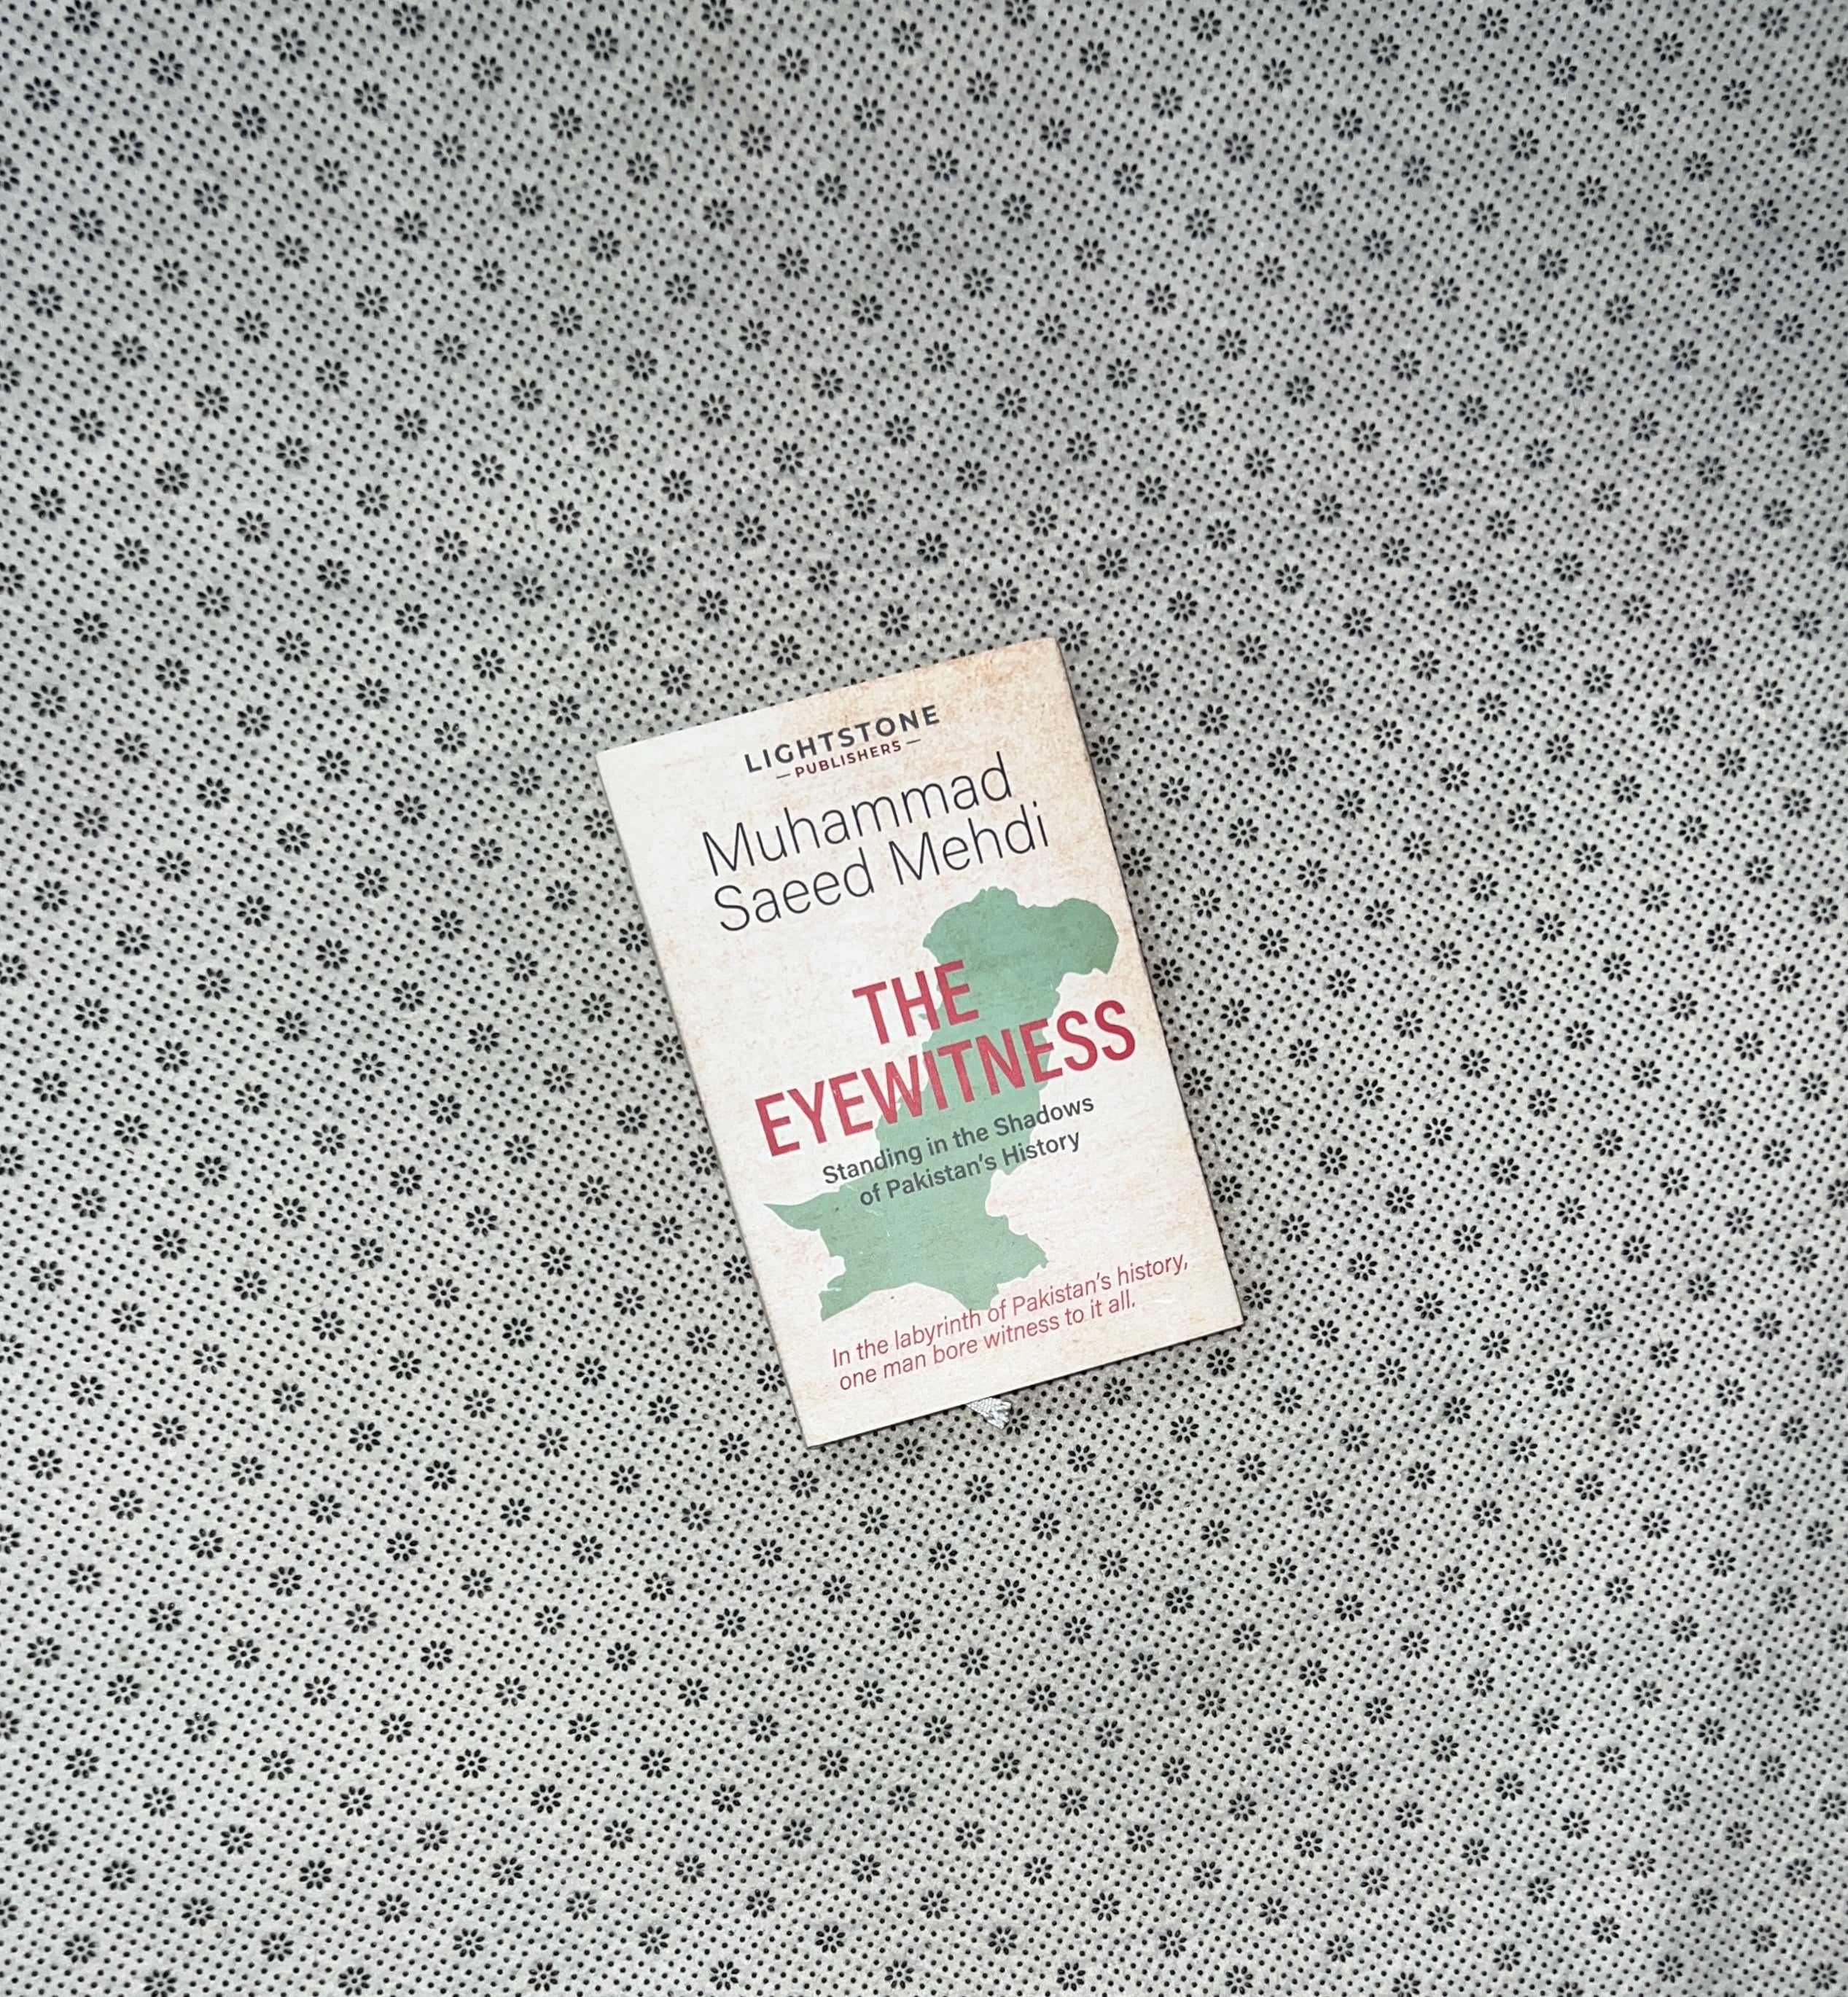 LIGHTSTONE
PUBLISHERS
Muhammad
Saeed Mehdi
THE
EYEWITNESS
Standing in the Shadows
of Pakistan's History
In the labyrinth of Pakistan's history,
one man bore witness to it all.